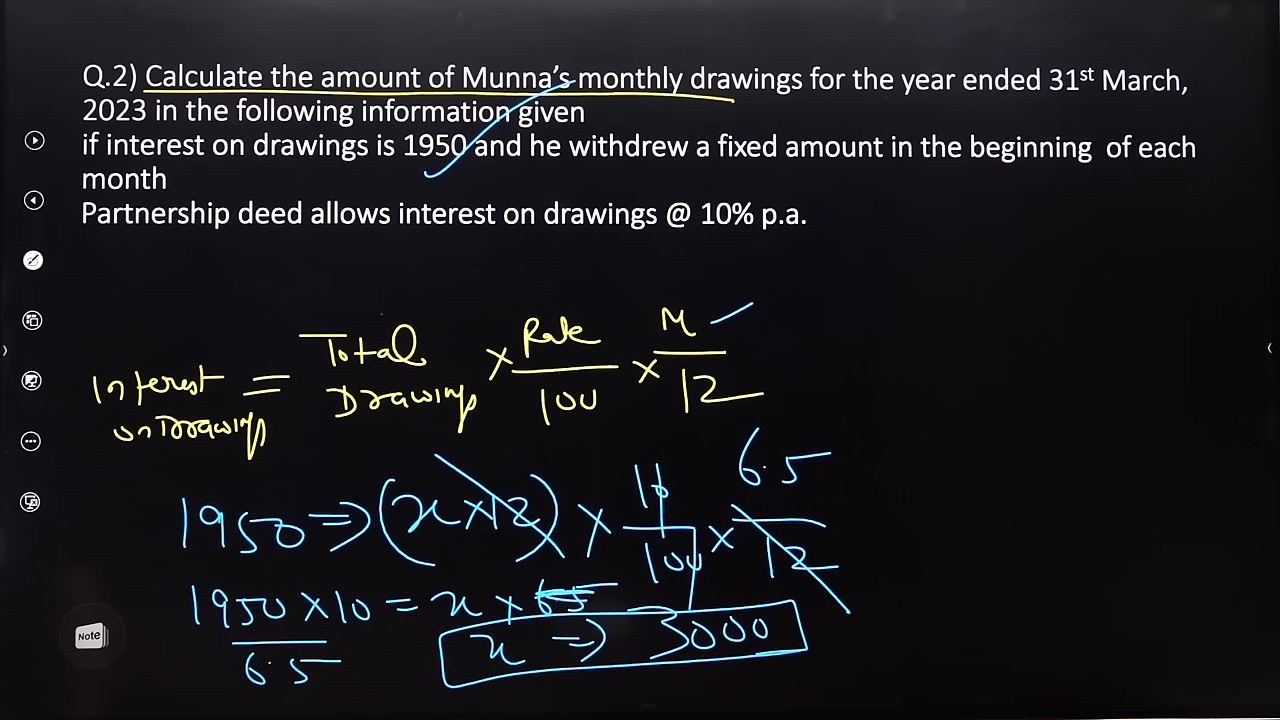 Q.2) Calculate the amount of Munna's monthly drawings for the year ended 31st March,
2023 in the following information given
if interest on drawings is 1950 and he withdrew a fixed amount in the beginning of each
month
Partnership deed allows interest on drawings @ 10% p.a.
Interest on Drawings = Total Drawings × Rate/100 × M/12
1950 ⇒ (x × 12) × 10/100 × 6.5/12
1950 × 10 / 6.5 = x × 65
x ⇒ 3000
Note